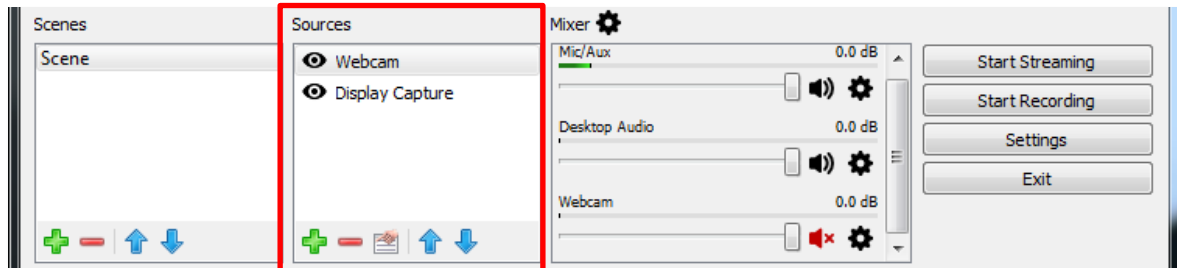 Scenes
Scene
Sources
Webcam
Display Capture
Mixer
Mic/Aux 0.0 dB
Desktop Audio 0.0 dB
Webcam 0.0 dB
Start Streaming
Start Recording
Settings
Exit